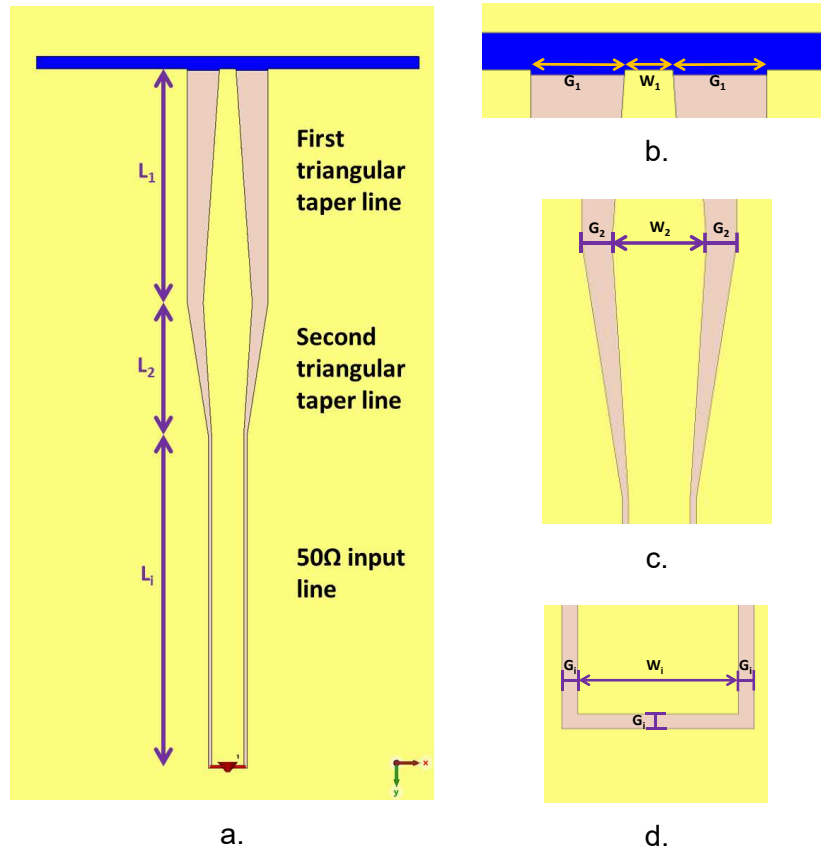 L₁
First
triangular
taper line
L₂
Second
triangular
taper line
Lᵢ
50Ω input
line
1
x
y
a.
G₁ W₁ G₁
b.
G₂ W₂ G₂
c.
Gᵢ Wᵢ Gᵢ
Gᵢ
d.